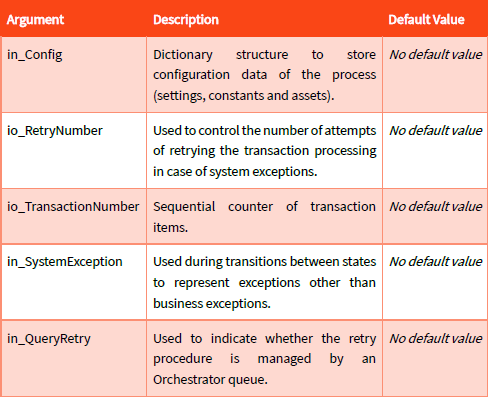 Argument Description Default Value
in_Config Dictionary structure to store No default value
configuration data of the process
(settings, constants and assets).
io_RetryNumber Used to control the number of attempts No default value
of retrying the transaction processing
in case of system exceptions.
io_TransactionNumber Sequential counter of transaction No default value
items.
in_SystemException Used during transitions between states No default value
to represent exceptions other than
business exceptions.
in_QueryRetry Used to indicate whether the retry No default value
procedure is managed by an
Orchestrator queue.